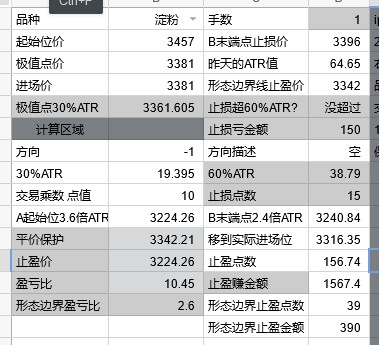 Ctrl+F
品种 淀粉 手数 1
起始位价 3457 B末端点止损价 3396
极值点价 3381 昨天的ATR值 64.65
进场价 3381 形态边界线止盈价 3342
极值点30%ATR 3361.605 止损超60%ATR? 没超过
计算区域 止损亏金额 150
方向 -1 方向描述 空
30%ATR 19.395 60%ATR 38.79
交易乘数 点值 10 止损点数 15
A起始位3.6倍ATR 3224.26 B末端点2.4倍ATR 3240.84
平价保护 3342.21 移到实际进场位 3316.35
止盈价 3224.26 止盈点数 156.74
盈亏比 10.45 止盈赚金额 1567.4
形态边界盈亏比 2.6 形态边界止盈点数 39
形态边界止盈金额 390